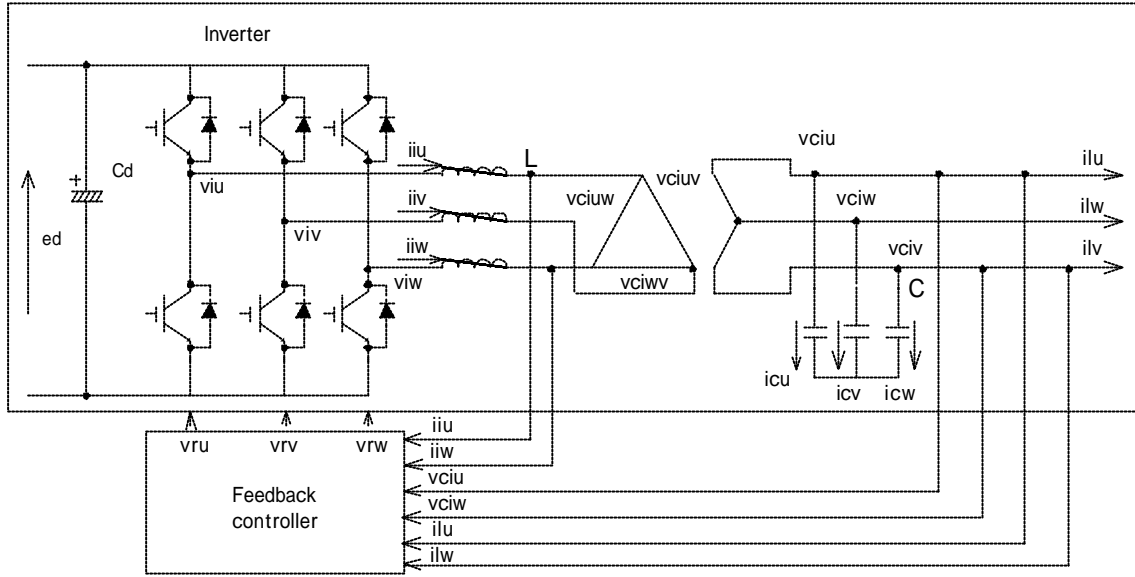 Inverter
Cd
+
ed
viu
viv
viw
iiu
iiv
iiw
L
vciuw
vciuv
vciwv
vciu
vciw
vciv
C
ilu
ilw
ilv
icu
icv
icw
vru
vrv
vrw
Feedback
controller
iiu
iiw
vciu
vciw
ilu
ilw